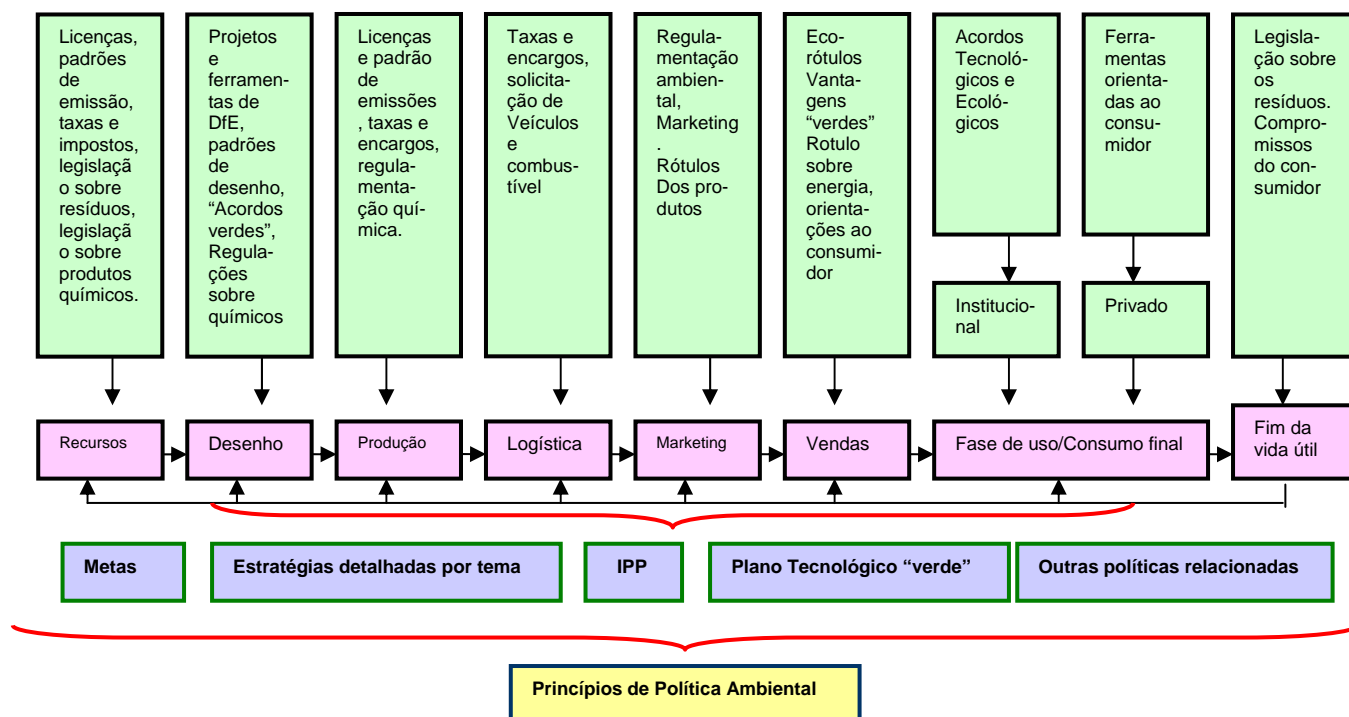 Licenças,
padrões
de
emissão,
taxas e
impostos,
legislaçã
o sobre
resíduos,
legislaçã
o sobre
produtos
químicos.
Projetos
e
ferramen-
tas de
DfE,
padrões
de
desenho,
“Acordos
verdes”,
Regula-
ções
sobre
químicos
Licenças
e padrão
de
emissões
, taxas e
encargos,
regula-
menta-
ção quí-
mica.
Taxas e
encargos,
solicita-
ção de
Veículos
e
combus-
tível
Regula-
mentação
ambien-
tal,
Marketing
.
Rótulos
Dos pro-
dutos
Eco-
rótulos
Vanta-
gens
“verdes”
Rotulo
sobre
energia,
orienta-
ções ao
consumi-
dor
Acordos
Tecnoló-
gicos e
Ecoló-
gicos
Ferra-
mentas
orienta-
das ao
consu-
midor
Legisla-
ção sobre
os
resíduos.
Compro-
missos
do con-
sumidor
Institucio-
nal
Privado
Recursos
Desenho
Produção
Logística
Marketing
Vendas
Fase de uso/Consumo final
Fim da
vida útil
Metas
Estratégias detalhadas por tema
IPP
Plano Tecnológico “verde”
Outras políticas relacionadas
Princípios de Política Ambiental